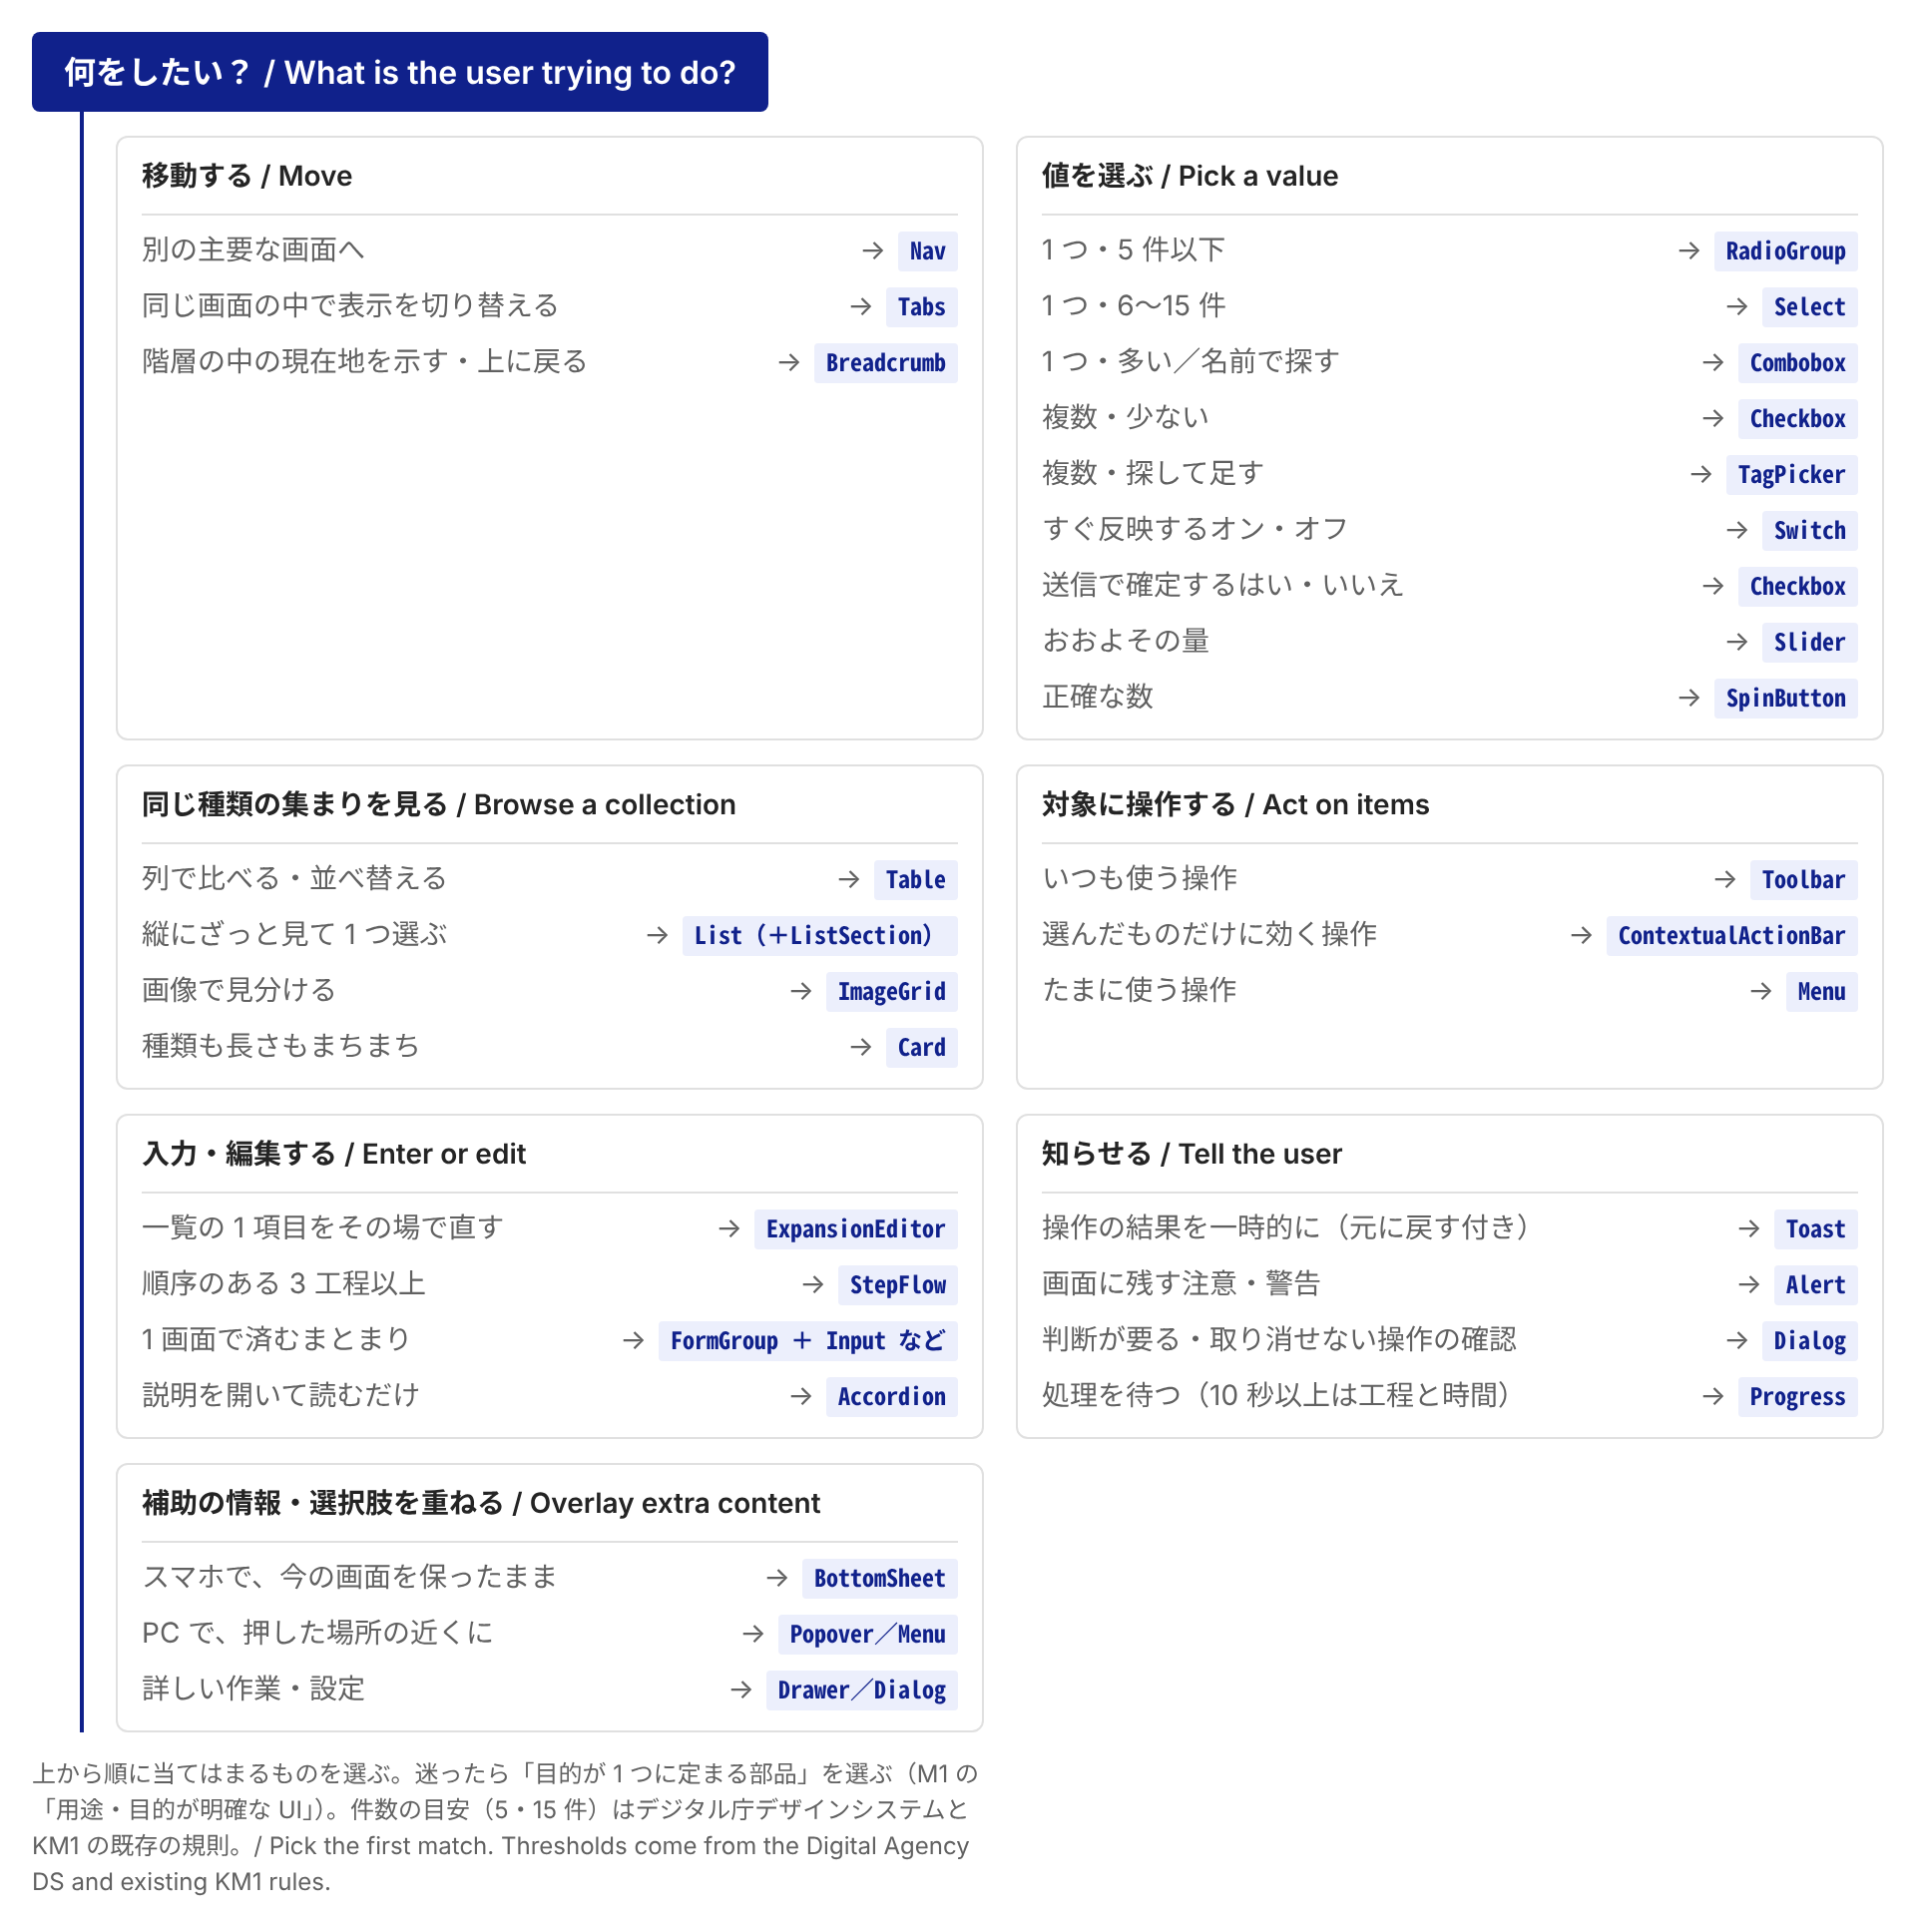 何をしたい？ / What is the user trying to do?
移動する / Move
別の主要な画面へ → Nav
同じ画面の中で表示を切り替える → Tabs
階層の中の現在地を示す・上に戻る → Breadcrumb
値を選ぶ / Pick a value
1 つ・5 件以下 → RadioGroup
1 つ・6〜15 件 → Select
1 つ・多い／名前で探す → Combobox
複数・少ない → Checkbox
複数・探して足す → TagPicker
すぐ反映するオン・オフ → Switch
送信で確定するはい・いいえ → Checkbox
おおよその量 → Slider
正確な数 → SpinButton
同じ種類の集まりを見る / Browse a collection
列で比べる・並べ替える → Table
縦にざっと見て 1 つ選ぶ → List（＋ListSection）
画像で見分ける → ImageGrid
種類も長さもまちまち → Card
対象に操作する / Act on items
いつも使う操作 → Toolbar
選んだものだけに効く操作 → ContextualActionBar
たまに使う操作 → Menu
入力・編集する / Enter or edit
一覧の 1 項目をその場で直す → ExpansionEditor
順序のある 3 工程以上 → StepFlow
1 画面で済むまとまり → FormGroup ＋ Input など
説明を開いて読むだけ → Accordion
知らせる / Tell the user
操作の結果を一時的に（元に戻す付き） → Toast
画面に残す注意・警告 → Alert
判断が要る・取り消せない操作の確認 → Dialog
処理を待つ（10 秒以上は工程と時間） → Progress
補助の情報・選択肢を重ねる / Overlay extra content
スマホで、今の画面を保ったまま → BottomSheet
PC で、押した場所の近くに → Popover／Menu
詳しい作業・設定 → Drawer／Dialog
上から順に当てはまるものを選ぶ。迷ったら「目的が 1 つに定まる部品」を選ぶ（M1 の
「用途・目的が明確な UI」）。件数の目安（5・15 件）はデジタル庁デザインシステムと
KM1 の既存の規則。/ Pick the first match. Thresholds come from the Digital Agency
DS and existing KM1 rules.